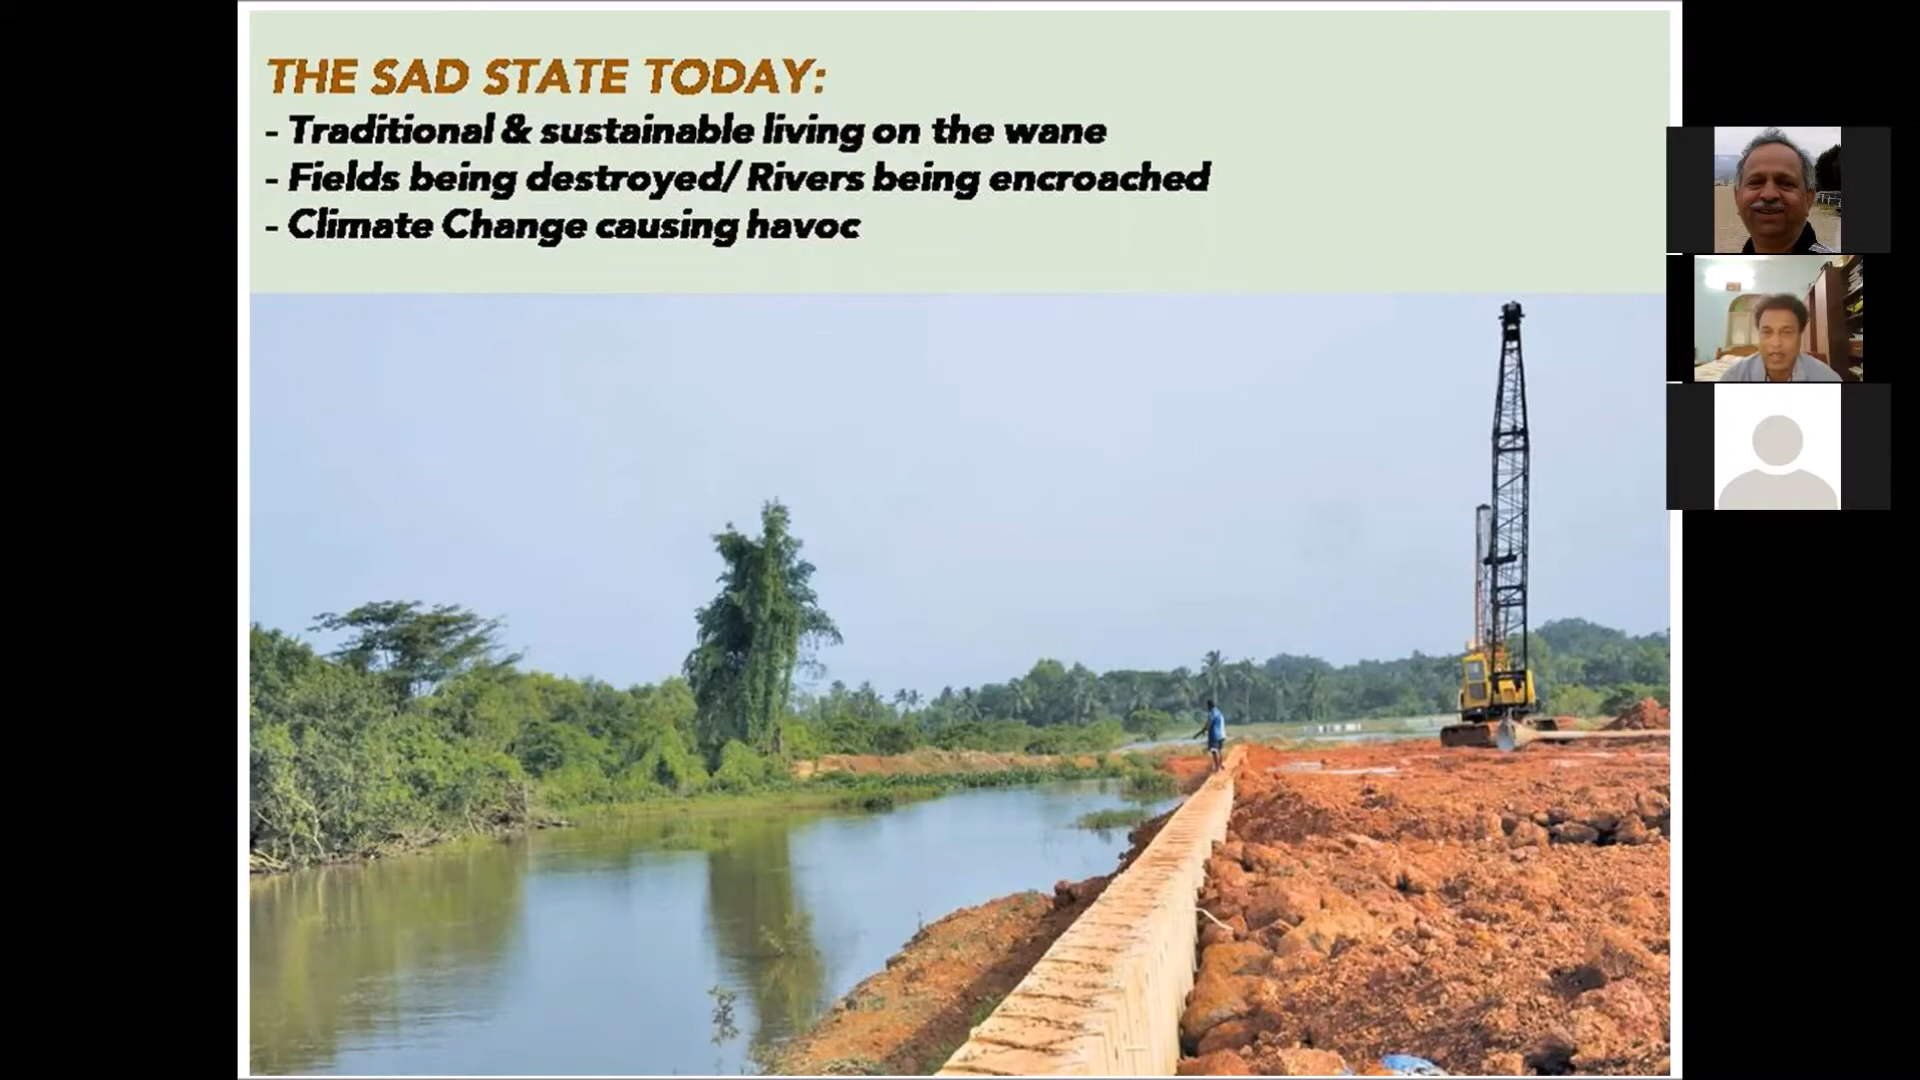 THE SAD STATE TODAY:
- Traditional & sustainable living on the wane
- Fields being destroyed/ Rivers being encroached
- Climate Change causing havoc